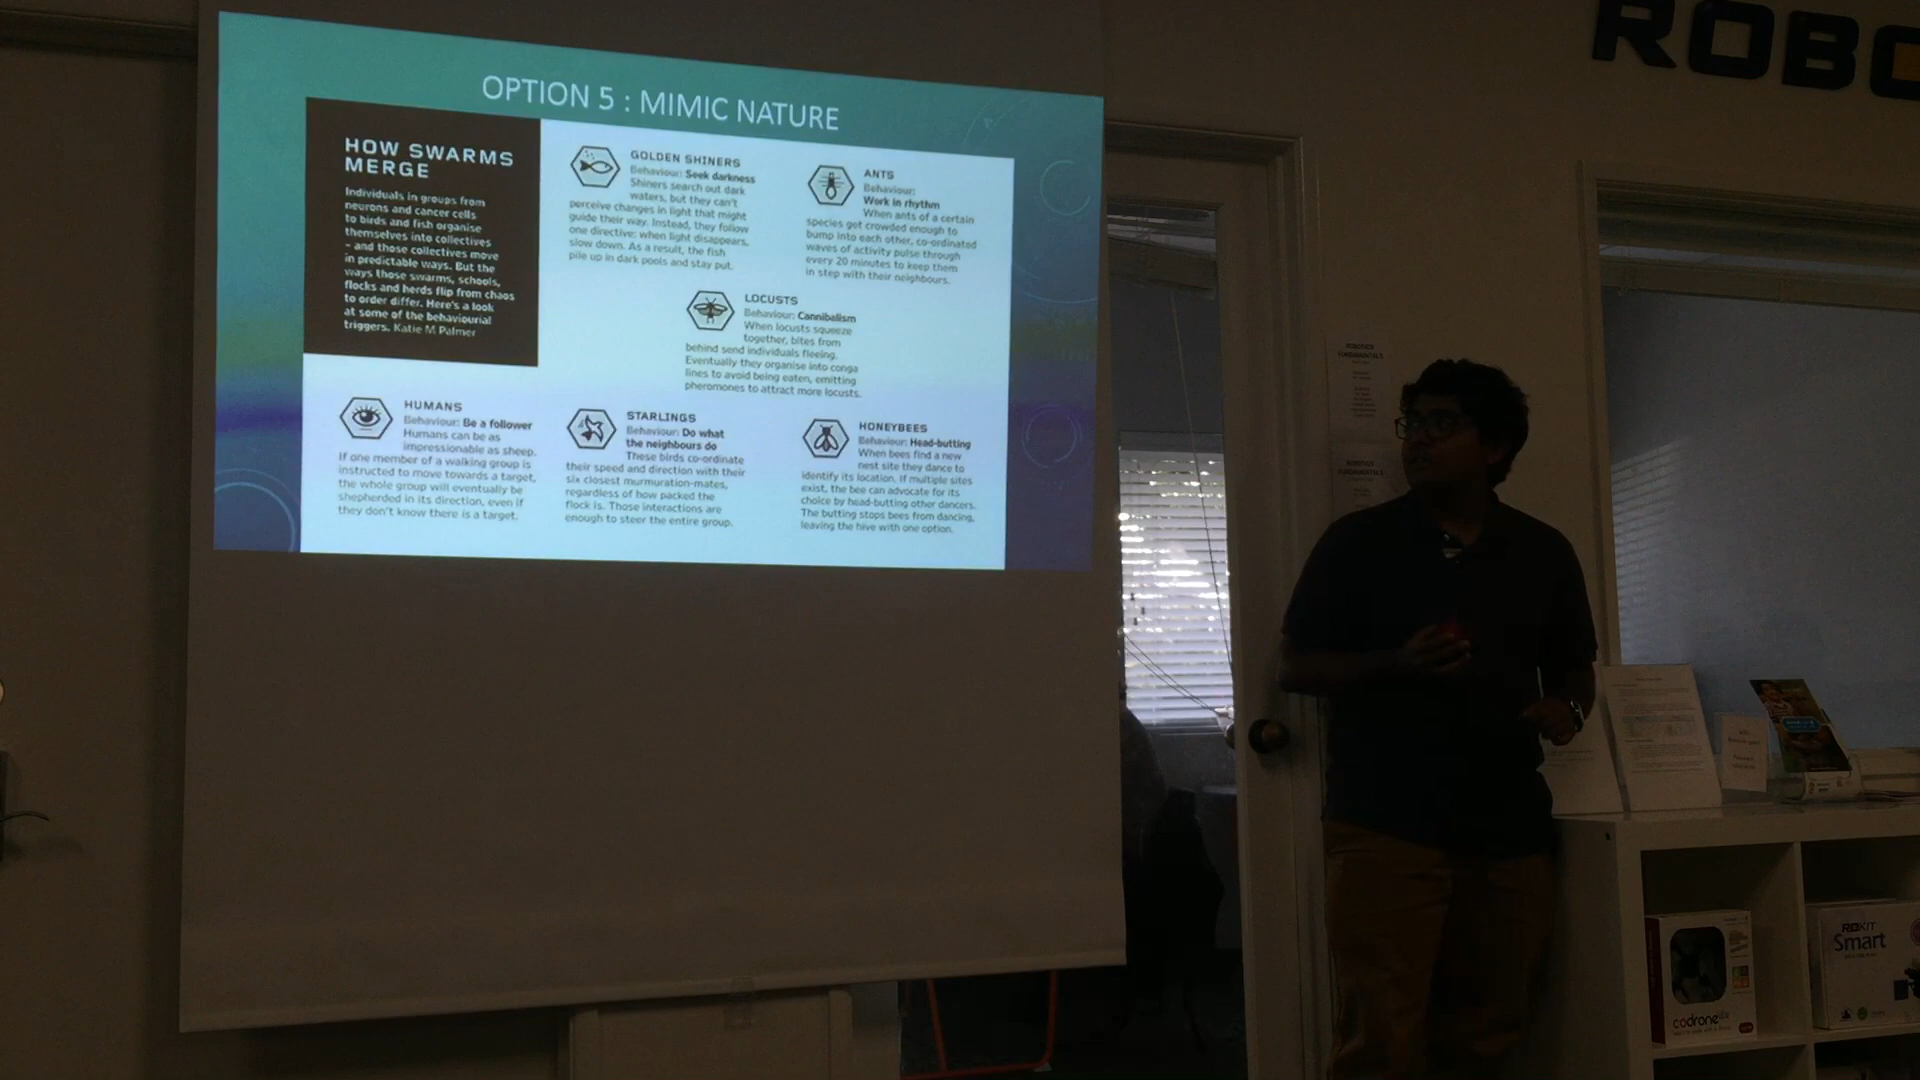 OPTION 5 : MIMIC NATURE
HOW SWARMS
MERGE
Individuals in groups from
neurons and cancer cells
to birds and fish organise
themselves into collectives
– and those collectives move
in predictable ways. But the
ways those swarms, schools,
flocks and herds flip from chaos
to order differ. Here's a look
at some of the behaviourial
triggers. Katie M Palmer
GOLDEN SHINERS
Behaviour: Seek darkness
Shiners search out dark
waters, but they can't
perceive changes in light that might
guide their way. Instead, they follow
one directive: when light disappears,
slow down. As a result, the fish
pile up in dark pools and stay put.
ANTS
Behaviour:
Work in rhythm
When ants of a certain
species get crowded enough to
bump into each other, co-ordinated
waves of activity pulse through
every 20 minutes to keep them
in step with their neighbours.
LOCUSTS
Behaviour: Cannibalism
When locusts squeeze
together, bites from
behind send individuals fleeing.
Eventually they organise into conga
lines to avoid being eaten, emitting
pheromones to attract more locusts.
HUMANS
Behaviour: Be a follower
Humans can be as
impressionable as sheep.
If one member of a walking group is
instructed to move towards a target,
the whole group will eventually be
shepherded in its direction, even if
they don't know there is a target.
STARLINGS
Behaviour: Do what
the neighbours do
These birds co-ordinate
their speed and direction with their
six closest murmuration-mates,
regardless of how packed the
flock is. Those interactions are
enough to steer the entire group.
HONEYBEES
Behaviour: Head-butting
When bees find a new
nest site they dance to
identify its location. If multiple sites
exist, the bee can advocate for its
choice by head-butting other dancers.
The butting stops bees from dancing,
leaving the hive with one option.
ROBO
ROBOTICS
FUNDAMENTALS
ROBOTICS
FUNDAMENTALS
codrone
ROKIT
Smart